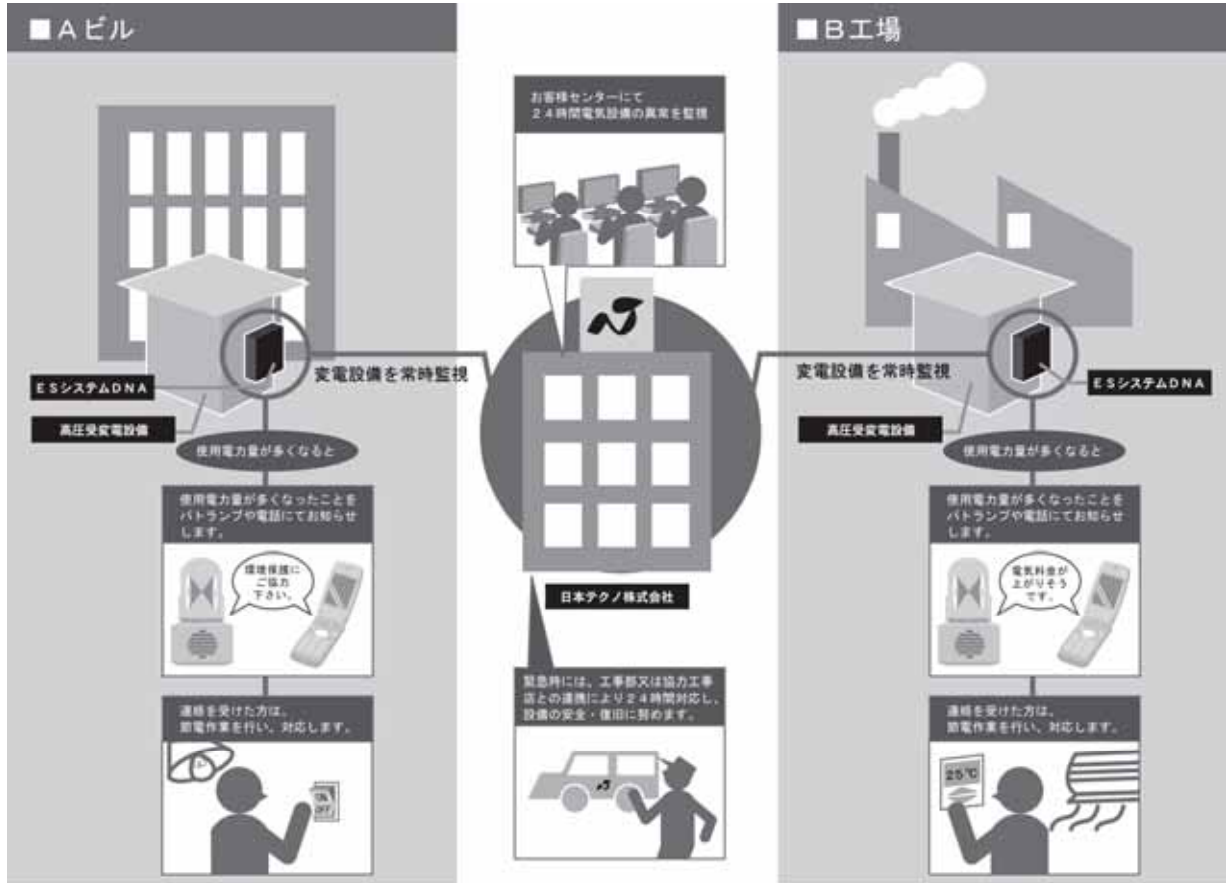 ■Aビル
ESシステムDNA
高圧受変電設備
変電設備を常時監視
使用電力量が多くなると
使用電力量が多くなったことを
パトランプや電話にてお知らせ
します。
環境保護に
ご協力
下さい。
連絡を受けた方は、
節電作業を行い、対応します。
ON
OFF
お客様センターにて
24時間電気設備の異常を監視
日本テクノ株式会社
緊急時には、工事部又は協力工事
店との連携により24時間対応し、
設備の安全・復旧に努めます。
■B工場
変電設備を常時監視
ESシステムDNA
高圧受変電設備
使用電力量が多くなると
使用電力量が多くなったことを
パトランプや電話にてお知らせ
します。
電気料金が
上がりそう
です。
連絡を受けた方は、
節電作業を行い、対応します。
25℃